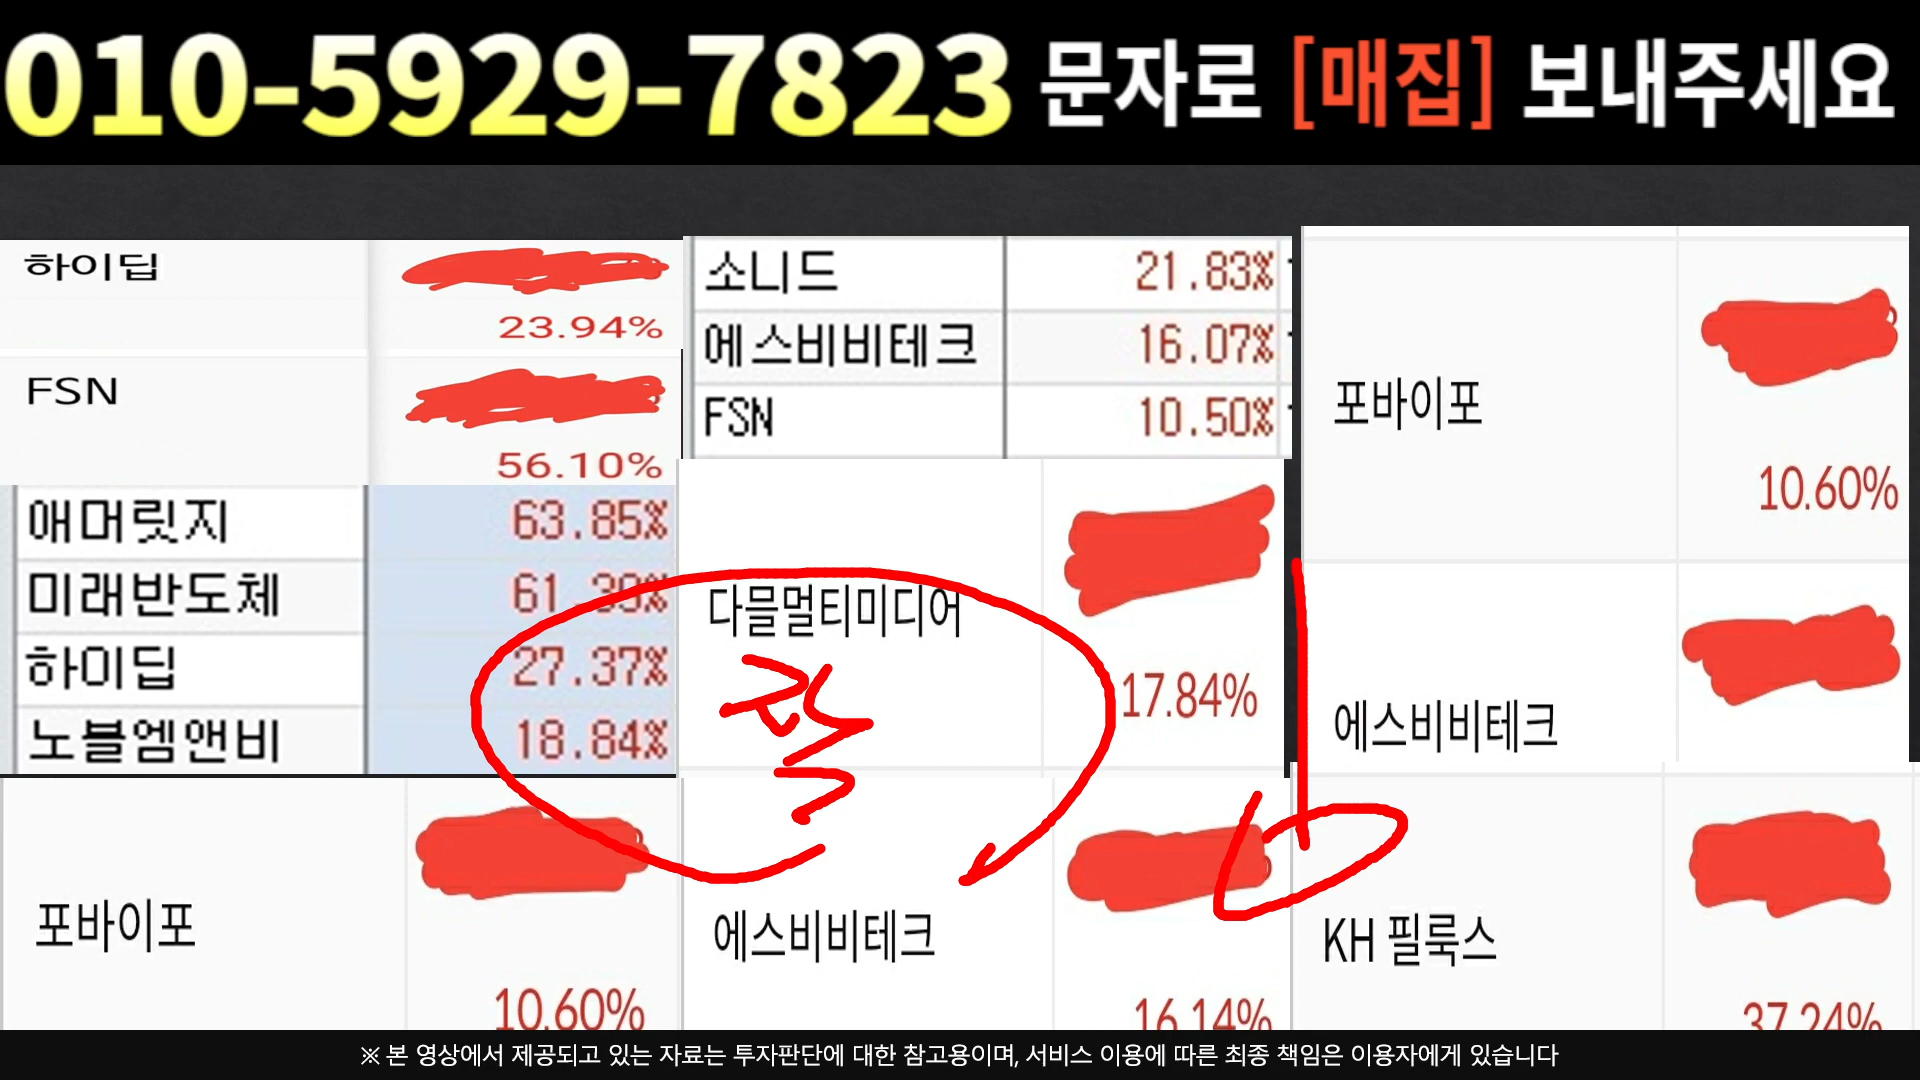 010-5929-7823 문자로 [매집] 보내주세요
하이딥
23.94%
FSN
56.10%
애머릿지 63.85%
미래반도체 61.39%
하이딥 27.37%
노블엠앤비 18.84%
포바이포
10.60%
소니드 21.83%
에스비비테크 16.07%
FSN 10.50%
다믈멀티미디어
17.84%
에스비비테크
16.14%
포바이포
10.60%
에스비비테크
KH 필룩스
37.24%
※ 본 영상에서 제공되고 있는 자료는 투자판단에 대한 참고용이며, 서비스 이용에 따른 최종 책임은 이용자에게 있습니다